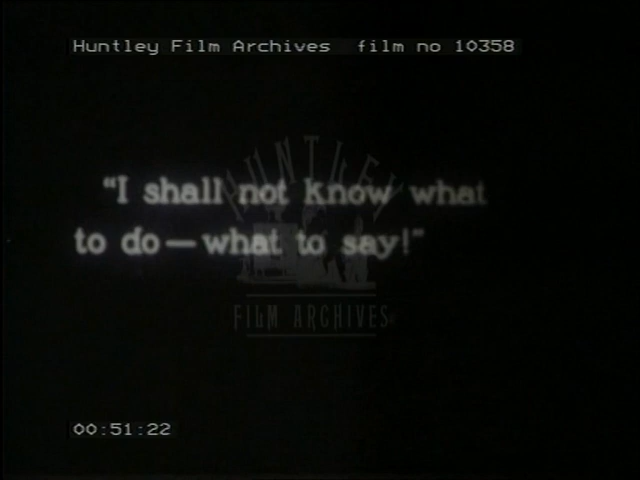 Huntley Film Archives film no 10358
HUNTLEY
"I shall not know what
to do—what to say!"
FILM ARCHIVES
00:51:22